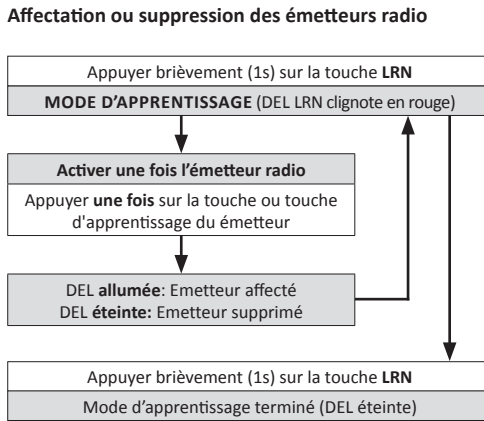 Affectation ou suppression des émetteurs radio
Appuyer brièvement (1s) sur la touche LRN
MODE D'APPRENTISSAGE (DEL LRN clignote en rouge)
Activer une fois l'émetteur radio
Appuyer une fois sur la touche ou touche
d'apprentissage du émetteur
DEL allumée: Emetteur affecté
DEL éteinte: Emetteur supprimé
Appuyer brièvement (1s) sur la touche LRN
Mode d'apprentissage terminé (DEL éteinte)